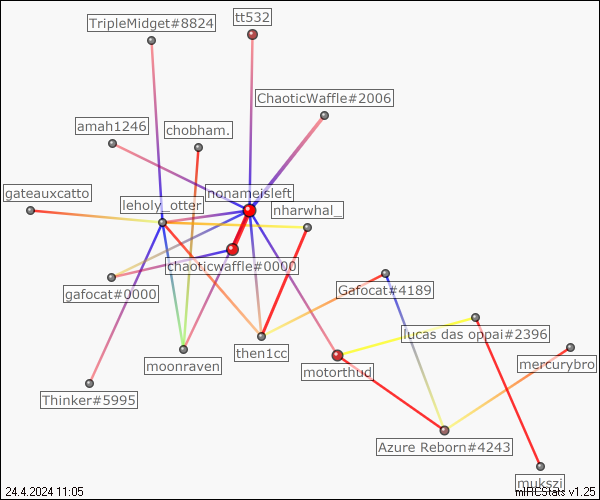 TripleMidget#8824
tt532
ChaoticWaffle#2006
amah1246
chobham.
nonameisleft
gateauxcatto
leholy_otter
nharwhal_
chaoticwaffle#0000
gafocat#0000
Gafocat#4189
lucas das oppai#2396
moonraven
then1cc
motorthud
mercurybro
Thinker#5995
Azure Reborn#4243
mukszi
24.4.2024 11:05
mIRCStats v1.25